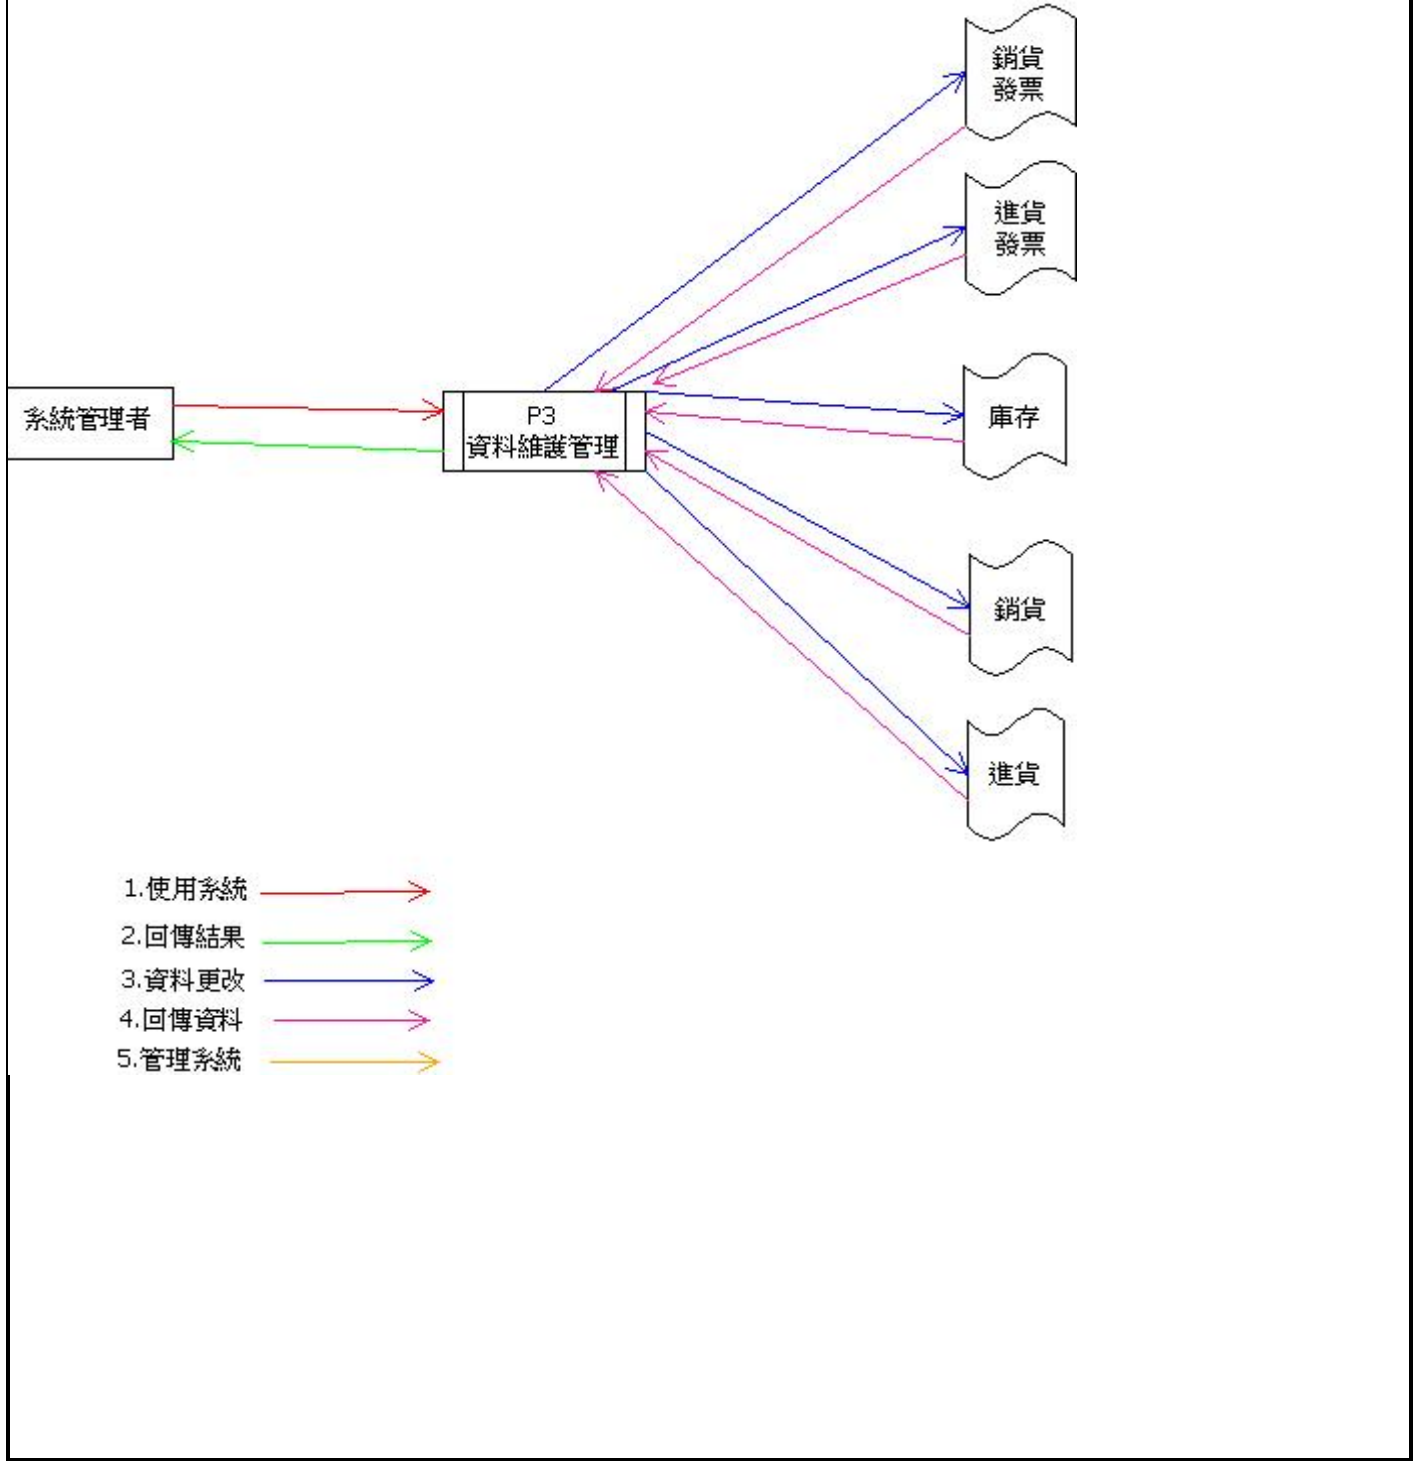 銷貨
發票
進貨
發票
系統管理者
P3
資料維護管理
庫存
銷貨
進貨
1.使用系統
2.回傳結果
3.資料更改
4.回傳資料
5.管理系統